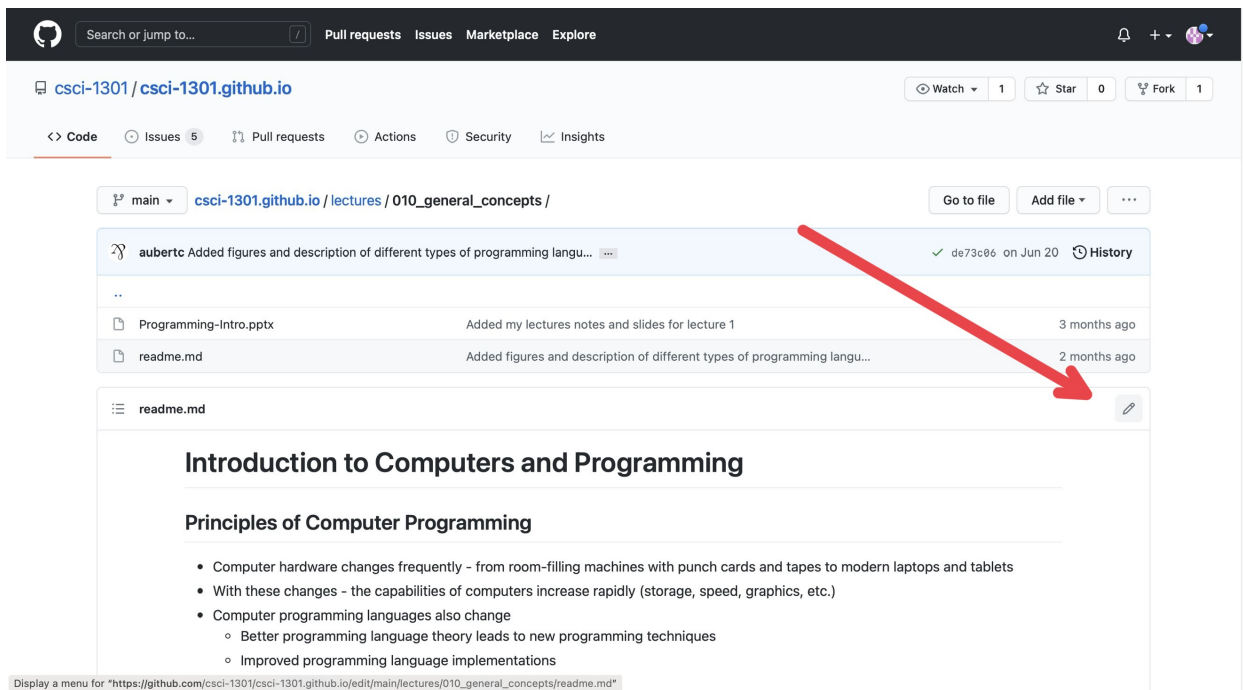 Search or jump to... / Pull requests Issues Marketplace Explore
csci-1301 / csci-1301.github.io Watch 1 Star 0 Fork 1
Code Issues 5 Pull requests Actions Security Insights
main csci-1301.github.io / lectures / 010_general_concepts / Go to file Add file ...
aubertc Added figures and description of different types of programming langu... ... de73c06 on Jun 20 History
..
Programming-Intro.pptx Added my lectures notes and slides for lecture 1 3 months ago
readme.md Added figures and description of different types of programming langu... 2 months ago
readme.md
Introduction to Computers and Programming
Principles of Computer Programming
• Computer hardware changes frequently - from room-filling machines with punch cards and tapes to modern laptops and tablets
• With these changes - the capabilities of computers increase rapidly (storage, speed, graphics, etc.)
• Computer programming languages also change
◦ Better programming language theory leads to new programming techniques
◦ Improved programming language implementations
Display a menu for "https://github.com/csci-1301/csci-1301.github.io/edit/main/lectures/010_general_concepts/readme.md"